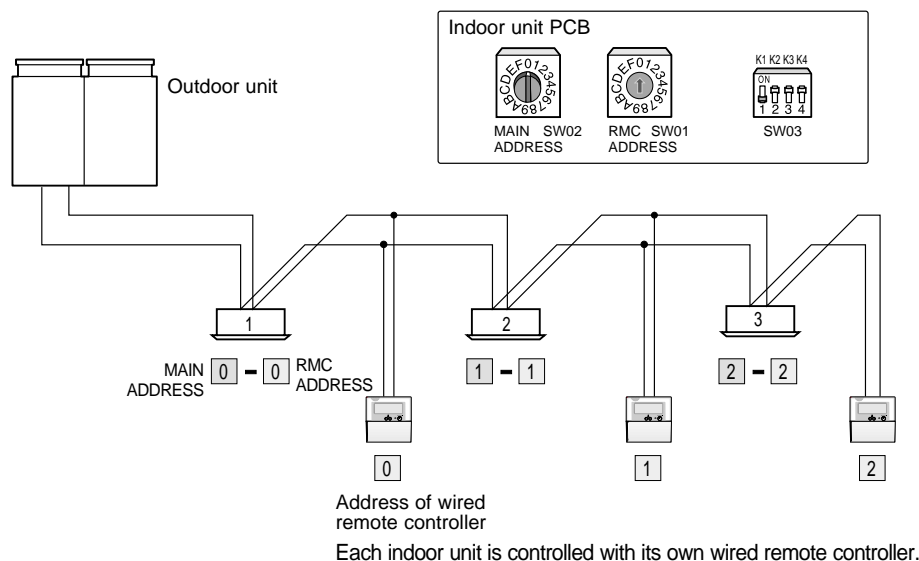 Indoor unit PCB
Outdoor unit
0123456789ABCDEF
0123456789ABCDEF
K1 K2 K3 K4
ON
1 2 3 4
MAIN SW02
ADDRESS
RMC SW01
ADDRESS
SW03
1
2
3
MAIN
ADDRESS
0 - 0
RMC
ADDRESS
1 - 1
2 - 2
0
1
2
Address of wired
remote controller
Each indoor unit is controlled with its own wired remote controller.